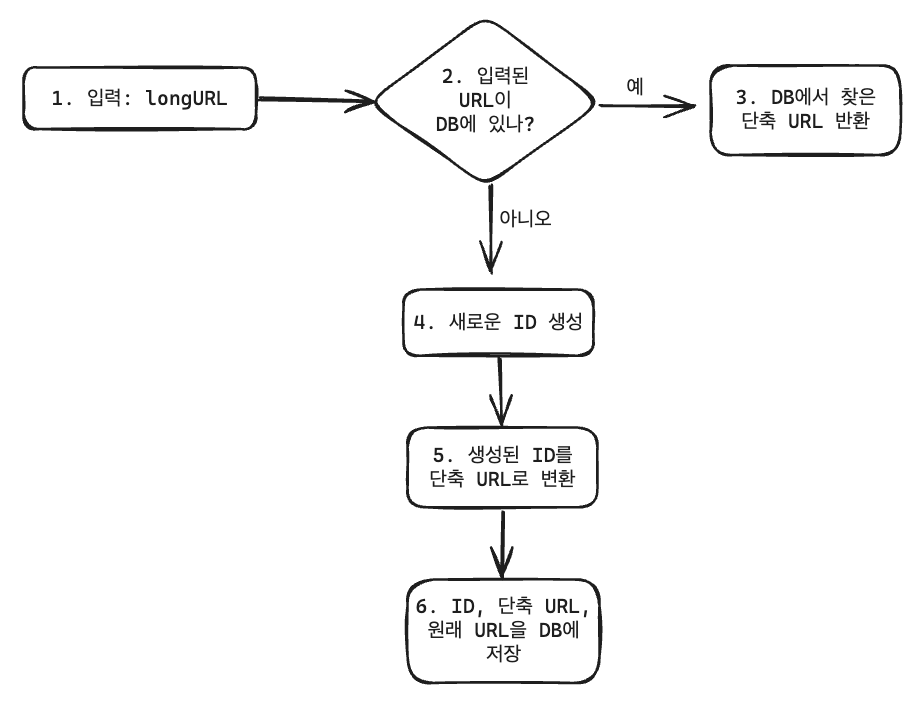 1. 입력: longURL
2. 입력된
URL이
DB에 있나?
예
3. DB에서 찾은
단축 URL 반환
아니오
4. 새로운 ID 생성
5. 생성된 ID를
단축 URL로 변환
6. ID, 단축 URL,
원래 URL을 DB에
저장